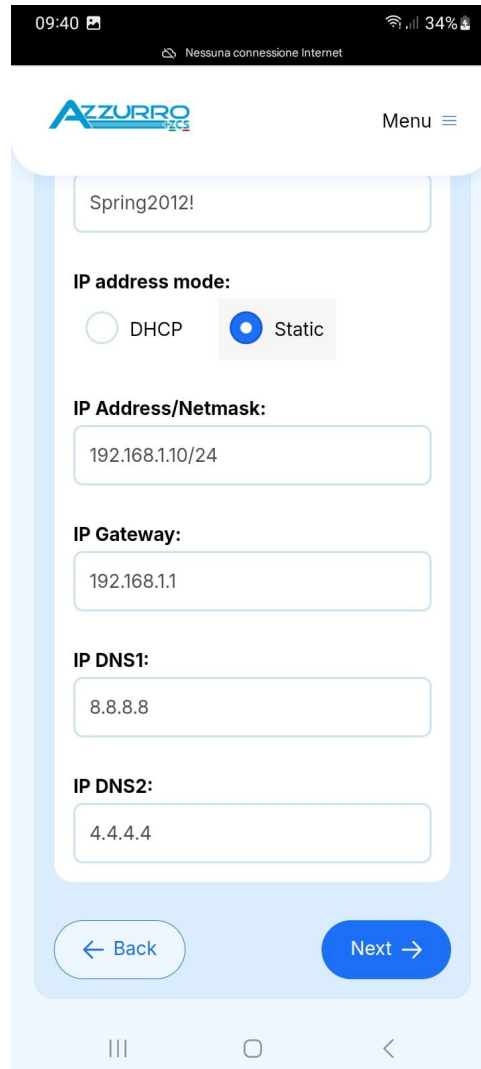 09:40
34%
Nessuna connessione Internet
AZZURRO
ZCS
Menu
Spring2012!
IP address mode:
DHCP
Static
IP Address/Netmask:
192.168.1.10/24
IP Gateway:
192.168.1.1
IP DNS1:
8.8.8.8
IP DNS2:
4.4.4.4
← Back
Next →